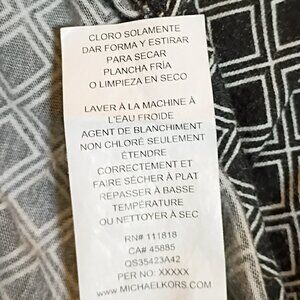 CLORO SOLAMENTE
DAR FORMA Y ESTIRAR
PARA SECAR
PLANCHA FRÍA
O LIMPIEZA EN SECO
LAVER À LA MACHINE À
L'EAU FROIDE
AGENT DE BLANCHIMENT
NON CHLORÉ SEULEMENT
ÉTENDRE
CORRECTEMENT ET
FAIRE SÉCHER À PLAT
REPASSER À BASSE
TEMPÉRATURE
OU NETTOYER À SEC
RN# 111818
CA# 45885
QS35423A42
PER NO: XXXXX
www.MICHAELKORS.com